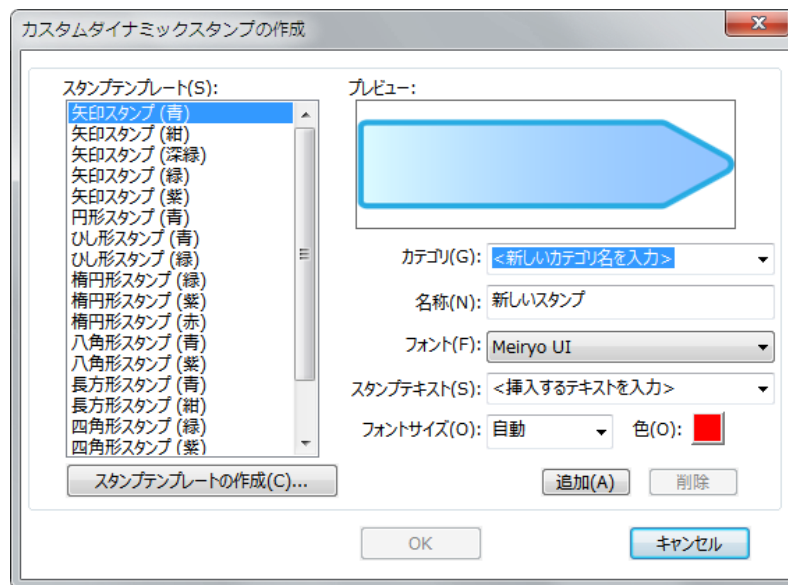 カスタムダイナミックスタンプの作成
スタンプテンプレート(S):
矢印スタンプ (青)
矢印スタンプ (紺)
矢印スタンプ (深緑)
矢印スタンプ (緑)
矢印スタンプ (紫)
円形スタンプ (青)
ひし形スタンプ (青)
ひし形スタンプ (緑)
楕円形スタンプ (緑)
楕円形スタンプ (紫)
楕円形スタンプ (赤)
八角形スタンプ (青)
八角形スタンプ (紫)
長方形スタンプ (青)
長方形スタンプ (紺)
四角形スタンプ (緑)
四角形スタンプ (紫)
スタンプテンプレートの作成(C)...
プレビュー:
カテゴリ(G): <新しいカテゴリ名を入力>
名称(N): 新しいスタンプ
フォント(F): Meiryo UI
スタンプテキスト(S): <挿入するテキストを入力>
フォントサイズ(O): 自動 色(O):
追加(A) 削除
OK キャンセル